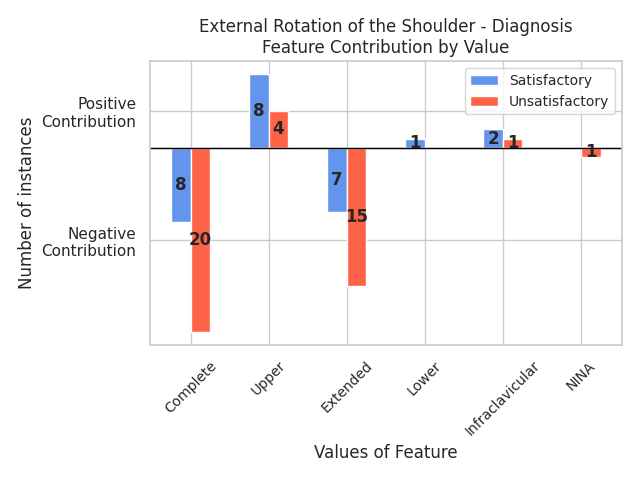 External Rotation of the Shoulder - Diagnosis
Feature Contribution by Value
Satisfactory
Unsatisfactory
Positive
Contribution
Negative
Contribution
Number of instances
8
20
8
4
7
15
1
2
1
1
Complete
Upper
Extended
Lower
Infraclavicular
NINA
Values of Feature